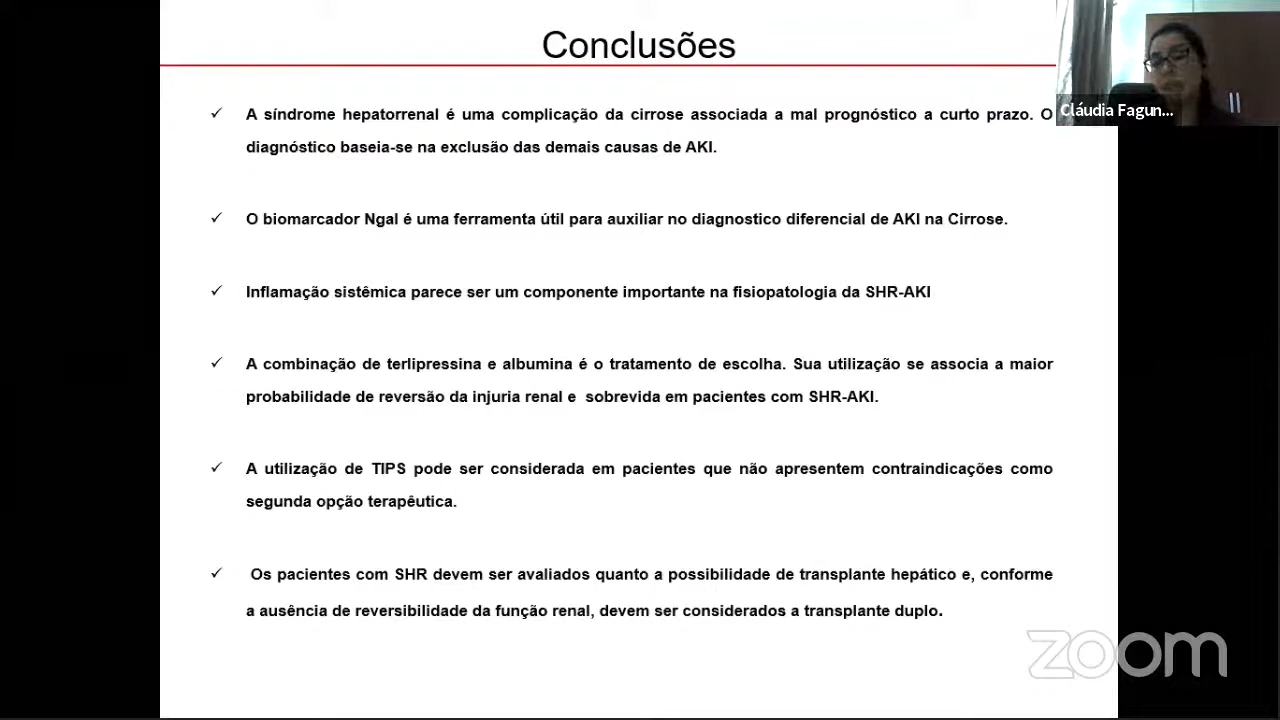 Conclusões
A síndrome hepatorrenal é uma complicação da cirrose associada a mal prognóstico a curto prazo. O
diagnóstico baseia-se na exclusão das demais causas de AKI.
O biomarcador Ngal é uma ferramenta útil para auxiliar no diagnostico diferencial de AKI na Cirrose.
Inflamação sistêmica parece ser um componente importante na fisiopatologia da SHR-AKI
A combinação de terlipressina e albumina é o tratamento de escolha. Sua utilização se associa a maior
probabilidade de reversão da injuria renal e sobrevida em pacientes com SHR-AKI.
A utilização de TIPS pode ser considerada em pacientes que não apresentem contraindicações como
segunda opção terapêutica.
Os pacientes com SHR devem ser avaliados quanto a possibilidade de transplante hepático e, conforme
a ausência de reversibilidade da função renal, devem ser considerados a transplante duplo.
Cláudia Fagun...
zoom